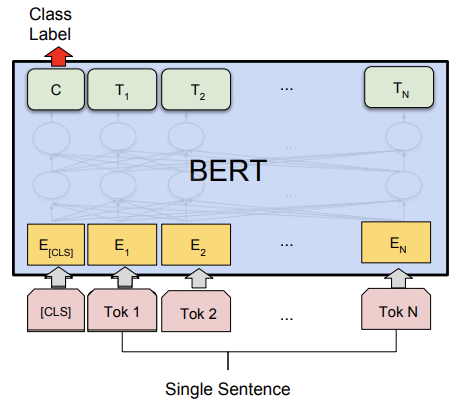 Class
Label
C T1 T2 ... TN
...
BERT
...
E[CLS] E1 E2 ... EN
[CLS] Tok 1 Tok 2 ... Tok N
Single Sentence